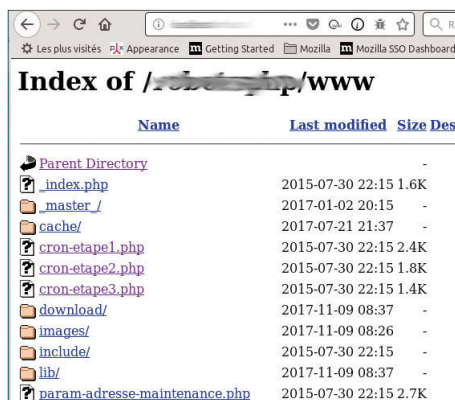 Les plus visités Appearance Getting Started Mozilla Mozilla SSO Dashboard
Index of /www
Name Last modified Size Des
Parent Directory -
_index.php 2015-07-30 22:15 1.6K
_master_/ 2017-01-02 20:15 -
cache/ 2017-07-21 21:37 -
cron-etape1.php 2015-07-30 22:15 2.4K
cron-etape2.php 2015-07-30 22:15 1.8K
cron-etape3.php 2015-07-30 22:15 1.4K
download/ 2017-11-09 08:37 -
images/ 2017-11-09 08:26 -
include/ 2015-07-30 22:15 -
lib/ 2017-11-09 08:37 -
param-adresse-maintenance.php 2015-07-30 22:15 2.7K